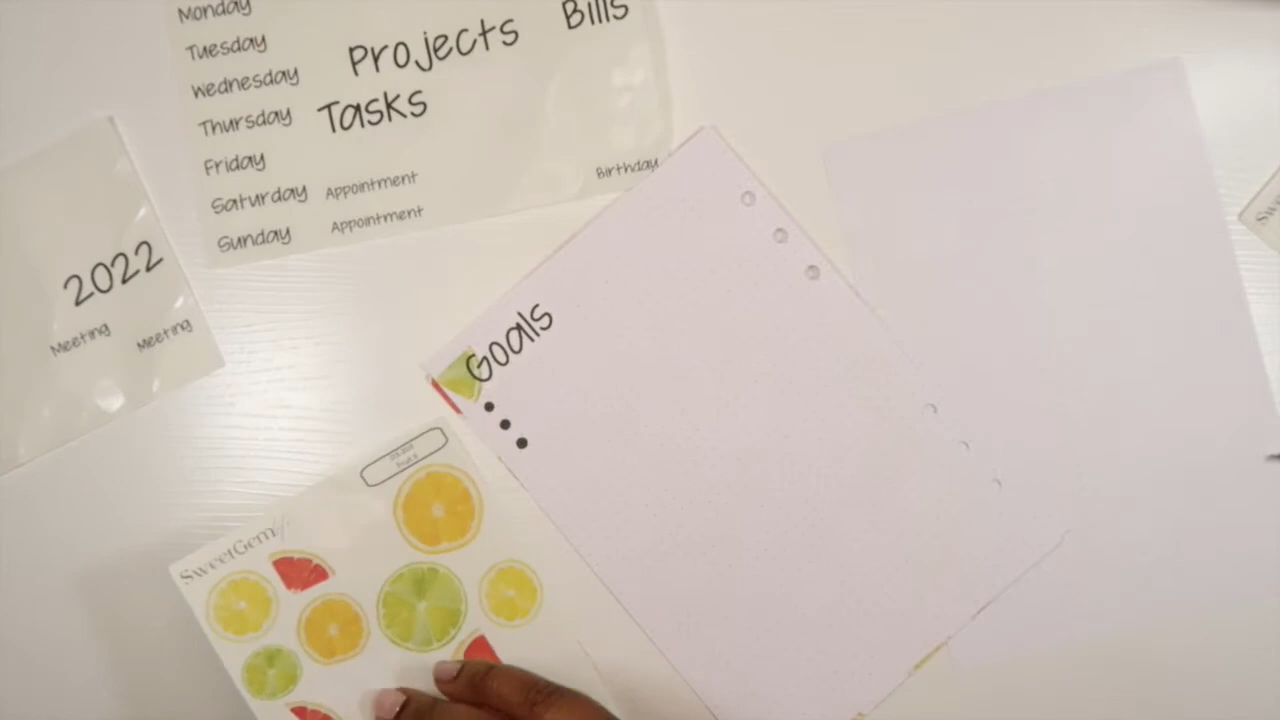 Monday
Tuesday
Wednesday
Thursday
Friday
Saturday
Sunday
Projects
Bills
Tasks
Appointment
Appointment
Birthday
2022
Meeting
Meeting
Goals
SweetGem